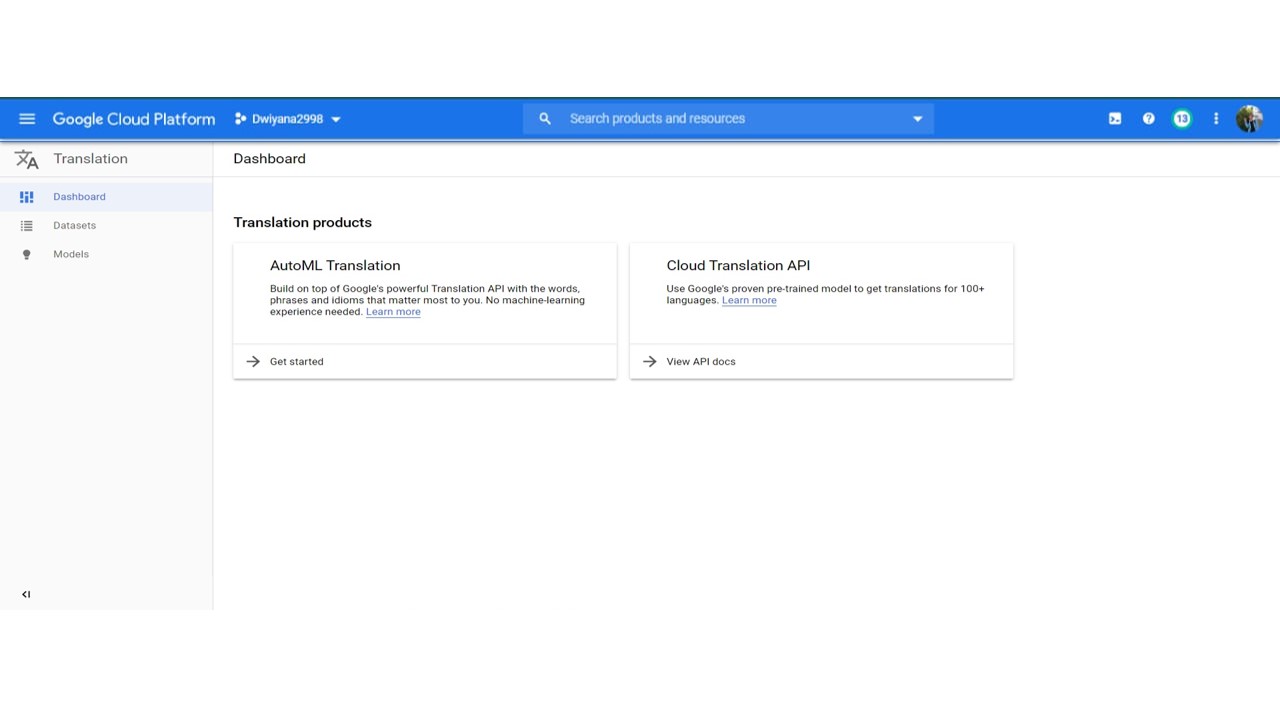 Google Cloud Platform Dwiyana2998 Search products and resources 13
Translation
Dashboard
Dashboard
Datasets
Models
Translation products
AutoML Translation
Build on top of Google's powerful Translation API with the words,
phrases and idioms that matter most to you. No machine-learning
experience needed. Learn more
Get started
Cloud Translation API
Use Google's proven pre-trained model to get translations for 100+
languages. Learn more
View API docs